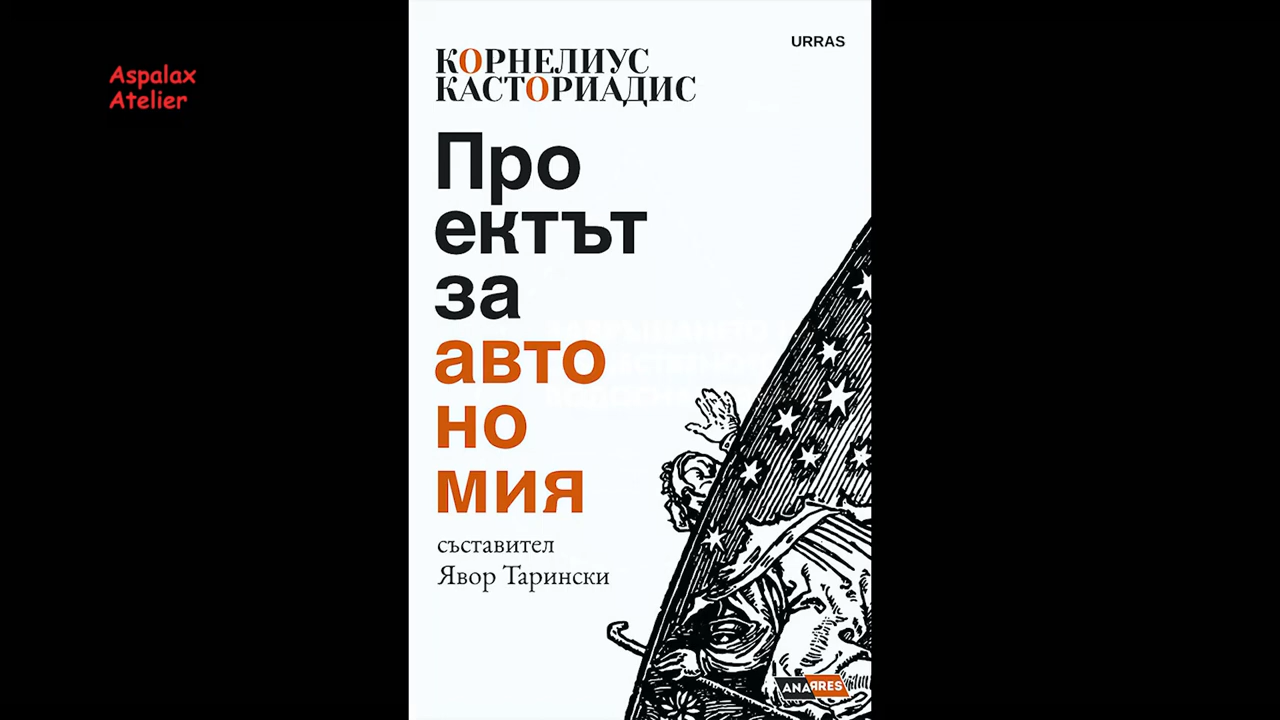 Aspalax
Atelier
URRAS
КОРНЕЛИУС
КАСТОРИАДИС
Про
ектът
за
авто
но
мия
съставител
Явор Тарински
ANARRES